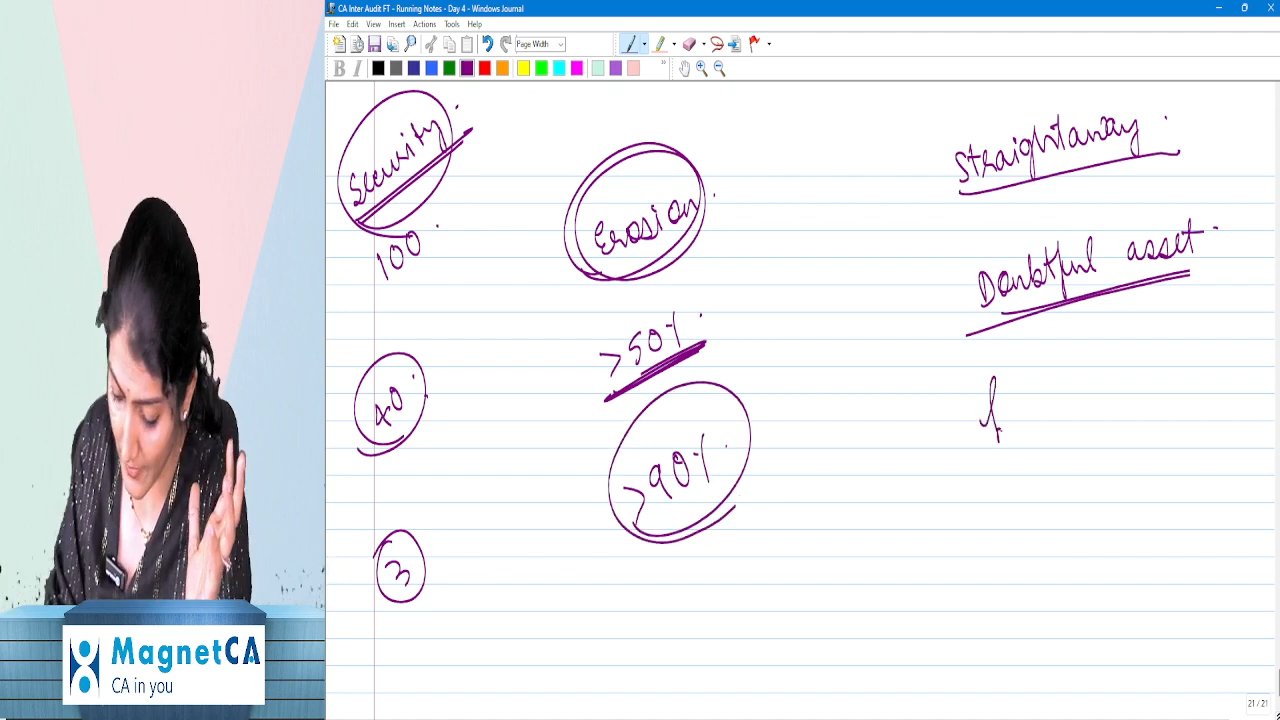 CA Inter Audit FT - Running Notes - Day 4 - Windows Journal
File Edit View Insert Actions Tools Help
Page Width
B I
Security.
100.
Erosion.
Straightaway.
Doubtful asset.
>50%.
40.
>90%.
3
MagnetCA
CA in you
21 / 21